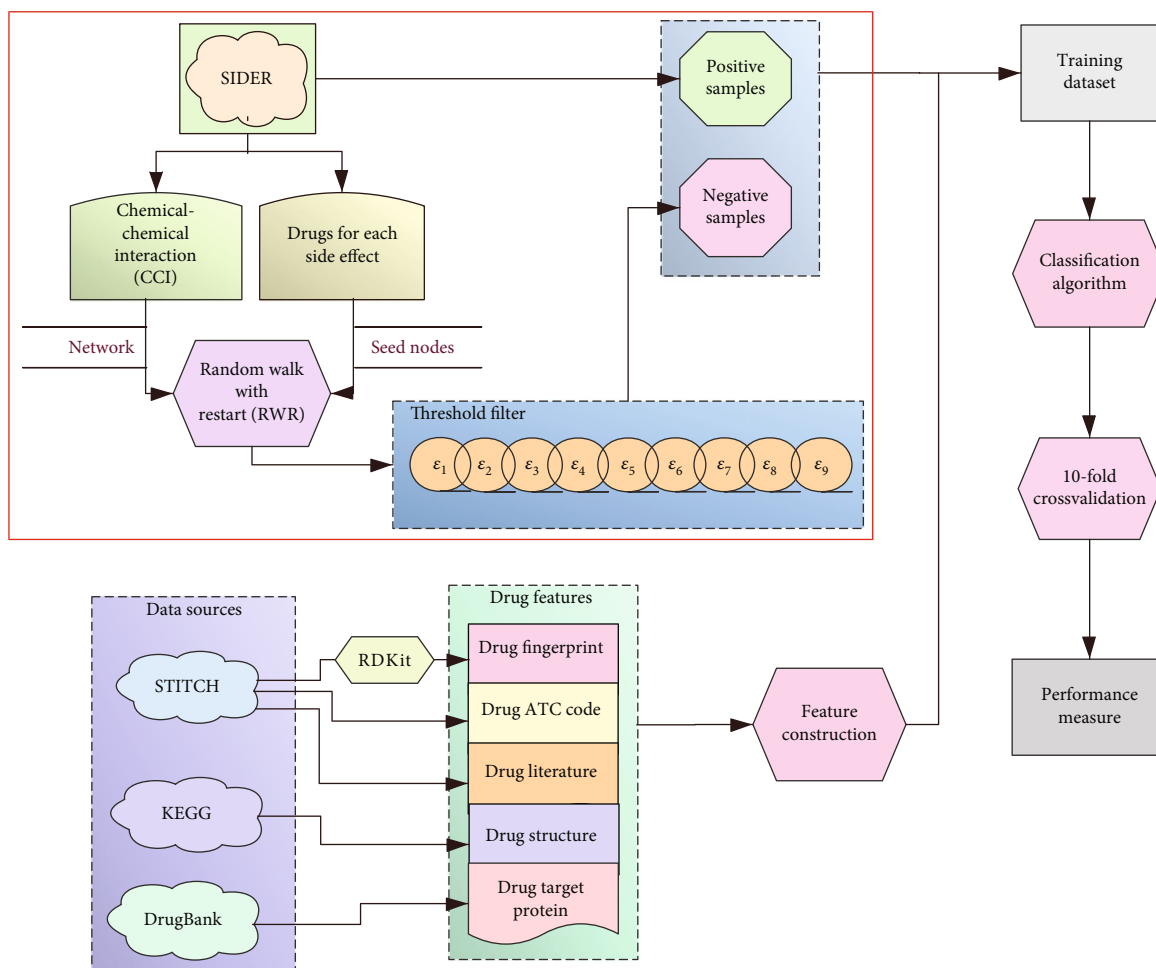 SIDER
Positive
samples
Training
dataset
Chemical-
chemical
interaction
(CCI)
Drugs for each
side effect
Negative
samples
Classification
algorithm
Network
Seed nodes
Random walk
with
restart (RWR)
Threshold filter
ε1 ε2 ε3 ε4 ε5 ε6 ε7 ε8 ε9
10-fold
crossvalidation
Data sources
Drug features
STITCH
RDKit
Drug fingerprint
Drug ATC code
Drug literature
KEGG
Drug structure
DrugBank
Drug target
protein
Feature
construction
Performance
measure